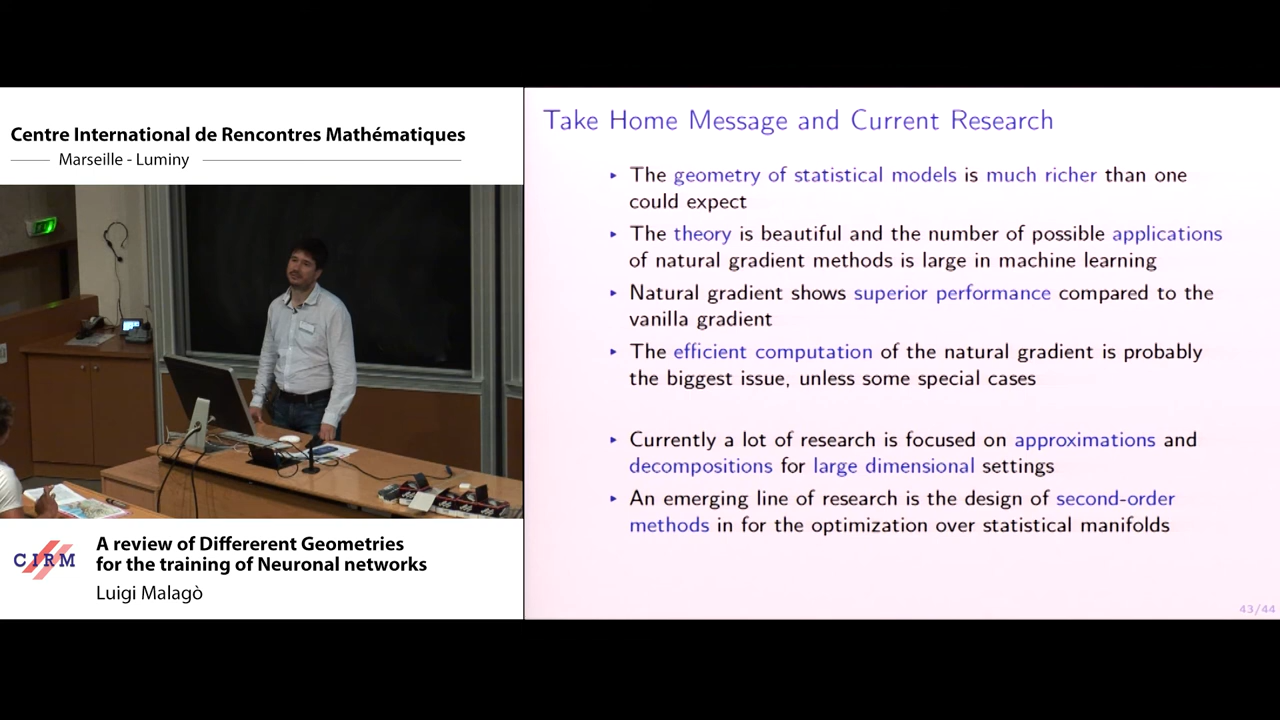 Centre International de Rencontres Mathématiques
Marseille - Luminy
CIRM
A review of Differerent Geometries
for the training of Neuronal networks
Luigi Malagò
Take Home Message and Current Research
The geometry of statistical models is much richer than one
could expect
The theory is beautiful and the number of possible applications
of natural gradient methods is large in machine learning
Natural gradient shows superior performance compared to the
vanilla gradient
The efficient computation of the natural gradient is probably
the biggest issue, unless some special cases
Currently a lot of research is focused on approximations and
decompositions for large dimensional settings
An emerging line of research is the design of second-order
methods in for the optimization over statistical manifolds
43/44